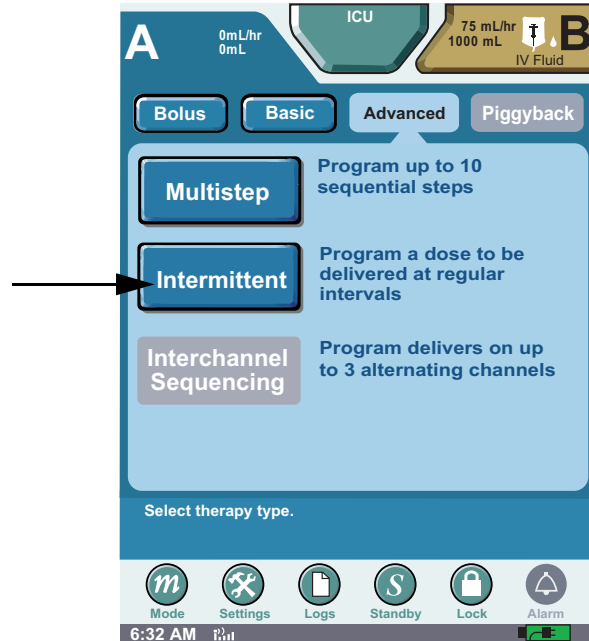 ICU
A
0mL/hr
0mL
75 mL/hr
1000 mL
B
IV Fluid
Bolus
Basic
Advanced
Piggyback
Multistep
Program up to 10
sequential steps
Intermittent
Program a dose to be
delivered at regular
intervals
Interchannel
Sequencing
Program delivers on up
to 3 alternating channels
Select therapy type.
m
S
Mode
Settings
Logs
Standby
Lock
Alarm
6:32 AM